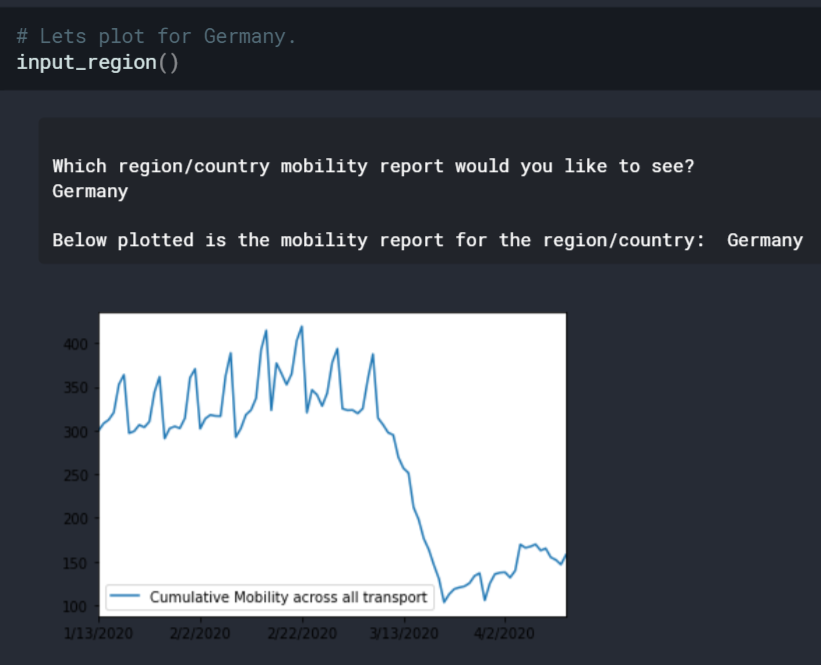 # Lets plot for Germany.
input_region()
Which region/country mobility report would you like to see?
Germany
Below plotted is the mobility report for the region/country:  Germany
400
350
300
250
200
150
100
Cumulative Mobility across all transport
1/13/2020 2/2/2020 2/22/2020 3/13/2020 4/2/2020